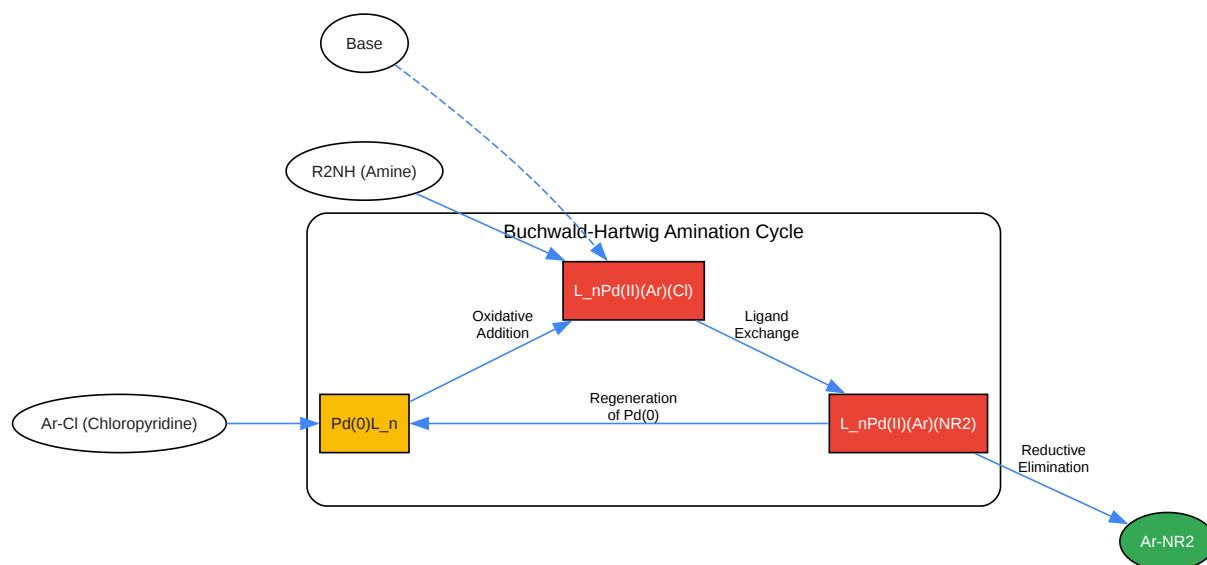 Base
R2NH (Amine)
Buchwald-Hartwig Amination Cycle
L_nPd(II)(Ar)(Cl)
Oxidative
Addition
Ligand
Exchange
Regeneration
of Pd(0)
Ar-Cl (Chloropyridine)
Pd(0)L_n
L_nPd(II)(Ar)(NR2)
Reductive
Elimination
Ar-NR2